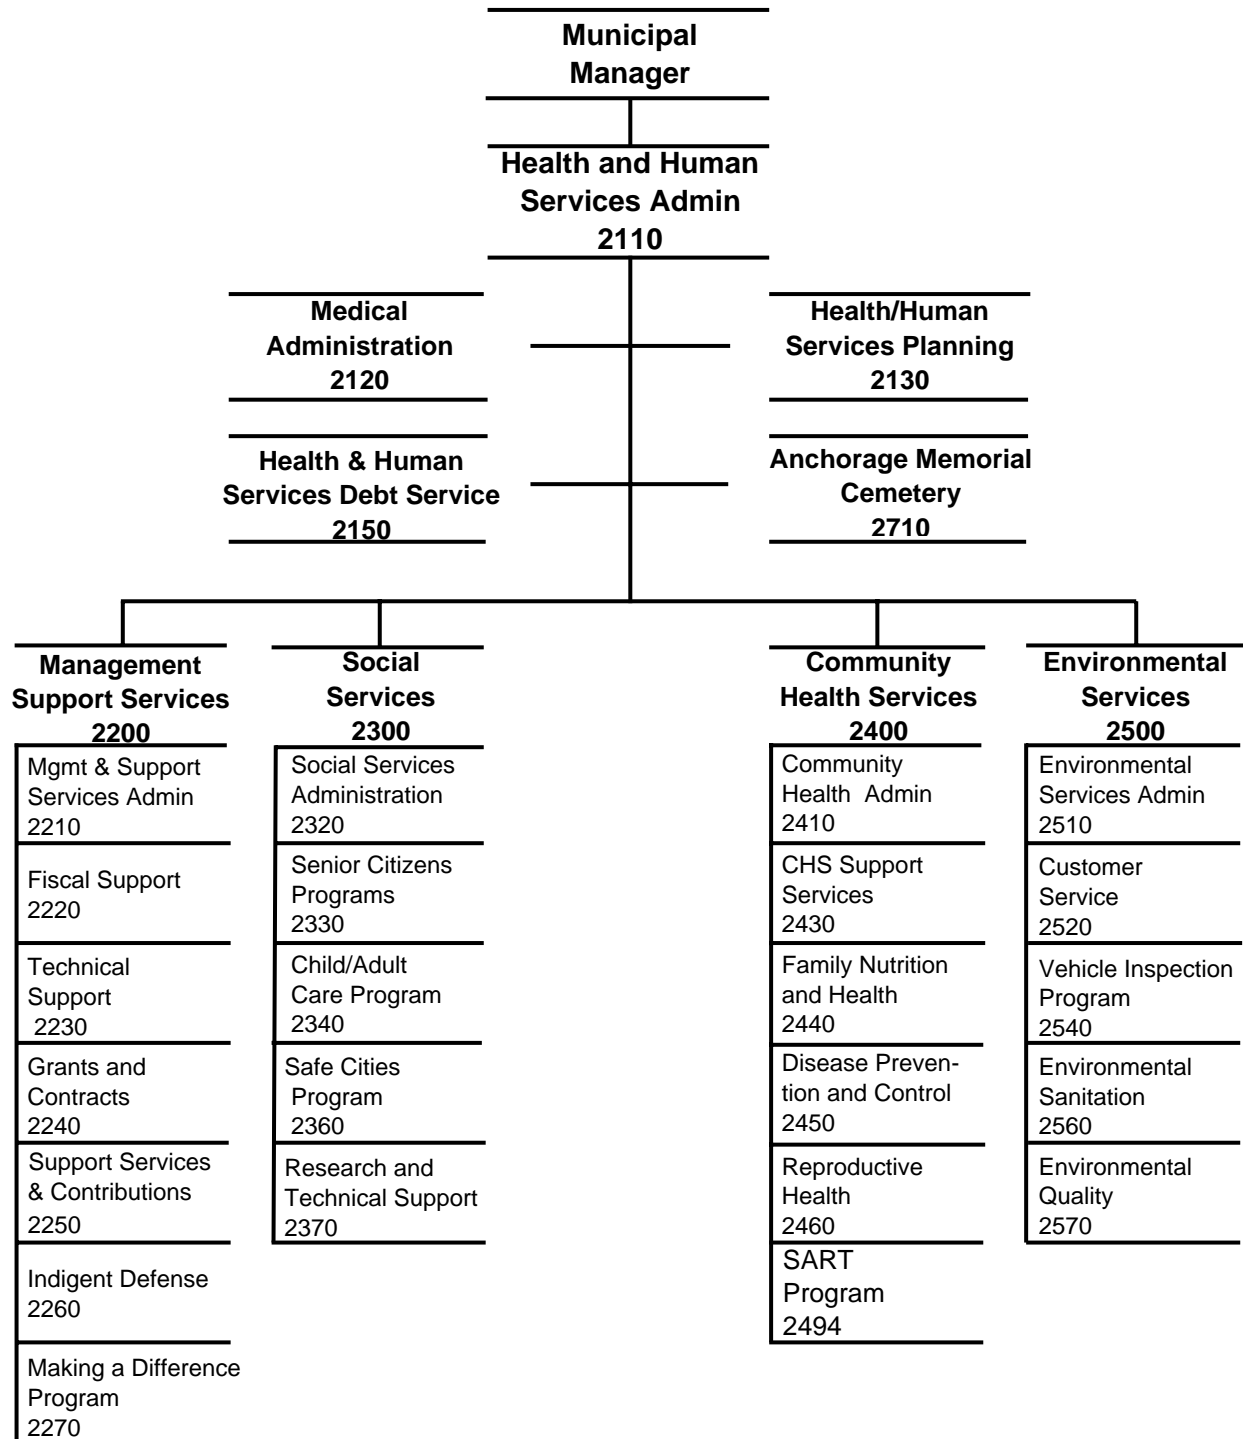 Municipal
Manager
Health and Human
Services Admin
2110
Medical
Administration
2120
Health/Human
Services Planning
2130
Health & Human
Services Debt Service
2150
Anchorage Memorial
Cemetery
2710
Management
Support Services
2200
Mgmt & Support
Services Admin
2210
Fiscal Support
2220
Technical
Support
2230
Grants and
Contracts
2240
Support Services
& Contributions
2250
Indigent Defense
2260
Making a Difference
Program
2270
Social
Services
2300
Social Services
Administration
2320
Senior Citizens
Programs
2330
Child/Adult
Care Program
2340
Safe Cities
Program
2360
Research and
Technical Support
2370
Community
Health Services
2400
Community
Health Admin
2410
CHS Support
Services
2430
Family Nutrition
and Health
2440
Disease Preven-
tion and Control
2450
Reproductive
Health
2460
SART
Program
2494
Environmental
Services
2500
Environmental
Services Admin
2510
Customer
Service
2520
Vehicle Inspection
Program
2540
Environmental
Sanitation
2560
Environmental
Quality
2570